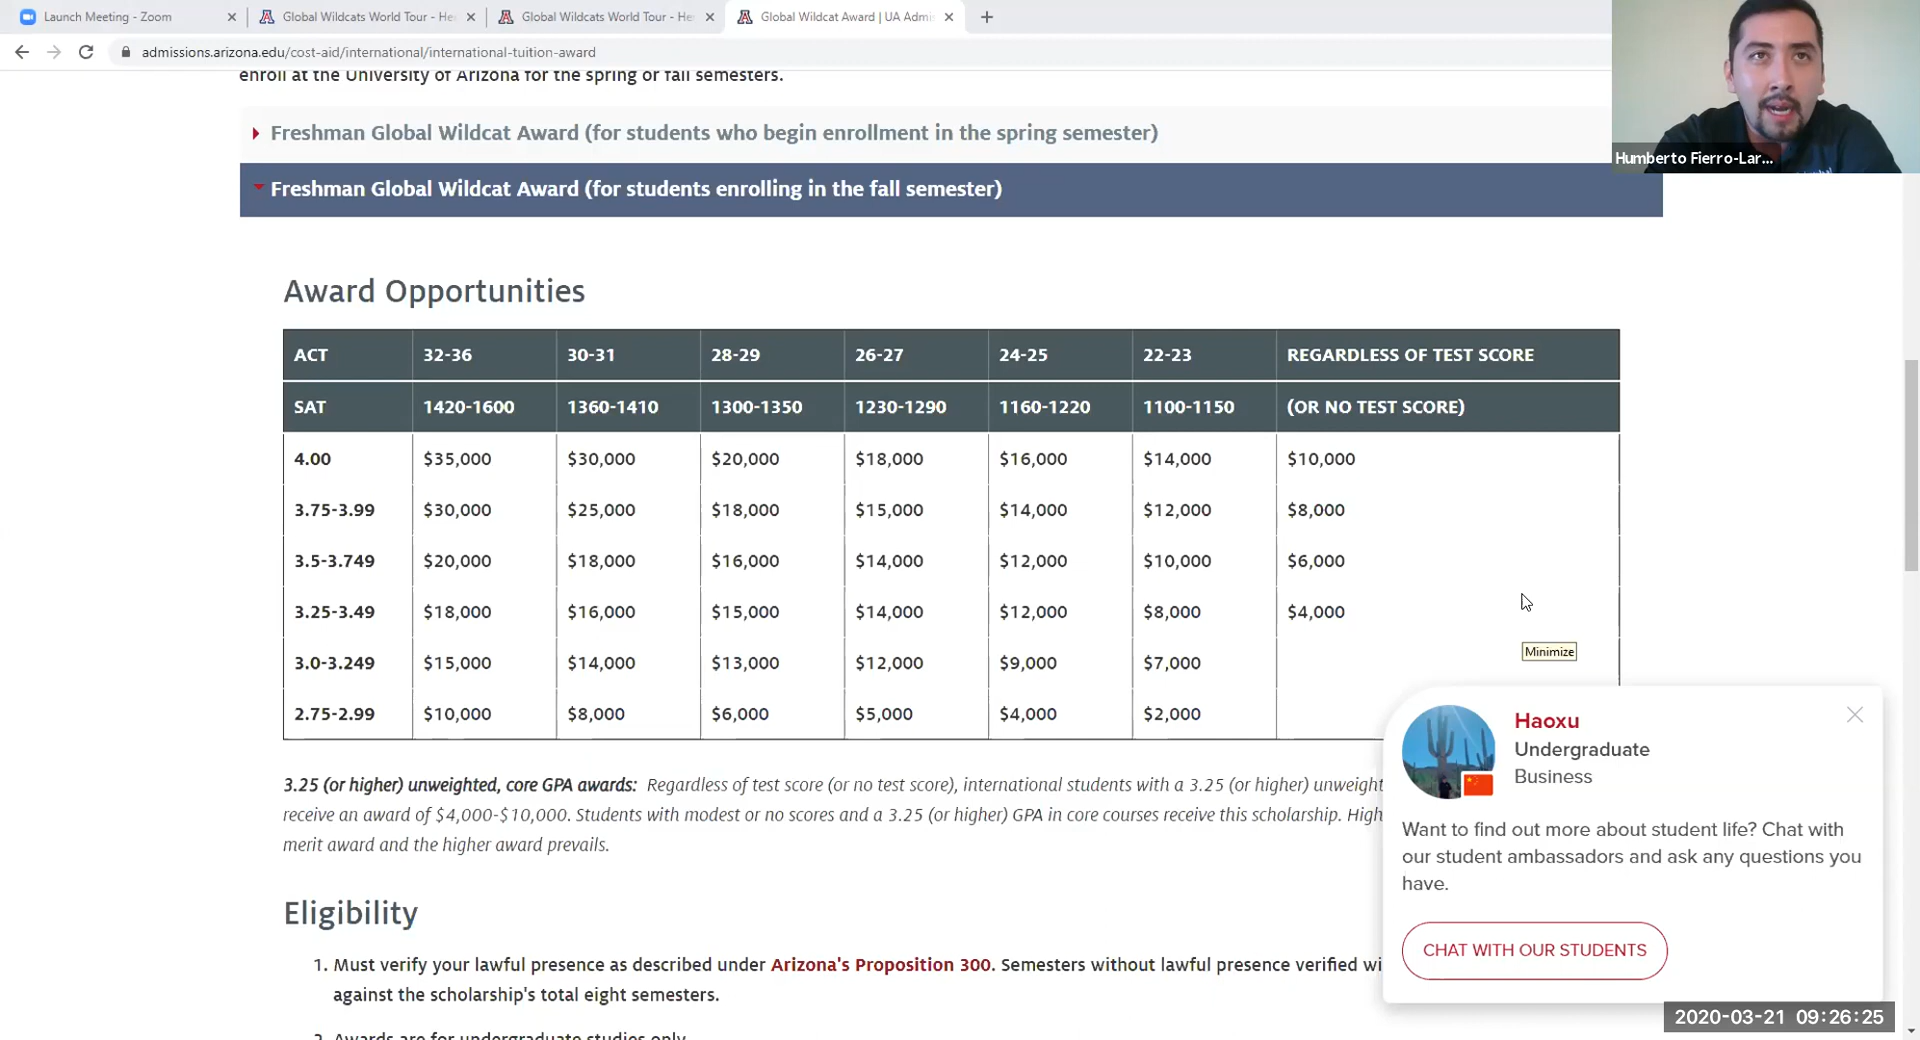 Launch Meeting - Zoom
Global Wildcats World Tour - He
Global Wildcats World Tour - He
Global Wildcat Award | UA Admi
admissions.arizona.edu/cost-aid/international/international-tuition-award
enroll at the University of Arizona for the spring or fall semesters.
Humberto Fierro-Lar...
Freshman Global Wildcat Award (for students who begin enrollment in the spring semester)
Freshman Global Wildcat Award (for students enrolling in the fall semester)
Award Opportunities
ACT 32-36 30-31 28-29 26-27 24-25 22-23 REGARDLESS OF TEST SCORE
SAT 1420-1600 1360-1410 1300-1350 1230-1290 1160-1220 1100-1150 (OR NO TEST SCORE)
4.00 $35,000 $30,000 $20,000 $18,000 $16,000 $14,000 $10,000
3.75-3.99 $30,000 $25,000 $18,000 $15,000 $14,000 $12,000 $8,000
3.5-3.749 $20,000 $18,000 $16,000 $14,000 $12,000 $10,000 $6,000
3.25-3.49 $18,000 $16,000 $15,000 $14,000 $12,000 $8,000 $4,000
3.0-3.249 $15,000 $14,000 $13,000 $12,000 $9,000 $7,000
Minimize
2.75-2.99 $10,000 $8,000 $6,000 $5,000 $4,000 $2,000
3.25 (or higher) unweighted, core GPA awards: Regardless of test score (or no test score), international students with a 3.25 (or higher) unweight
receive an award of $4,000-$10,000. Students with modest or no scores and a 3.25 (or higher) GPA in core courses receive this scholarship. High
merit award and the higher award prevails.
Eligibility
1. Must verify your lawful presence as described under Arizona's Proposition 300. Semesters without lawful presence verified wi
against the scholarship's total eight semesters.
2. Awards are for undergraduate studies only
Haoxu
Undergraduate
Business
Want to find out more about student life? Chat with
our student ambassadors and ask any questions you
have.
CHAT WITH OUR STUDENTS
2020-03-21 09:26:25